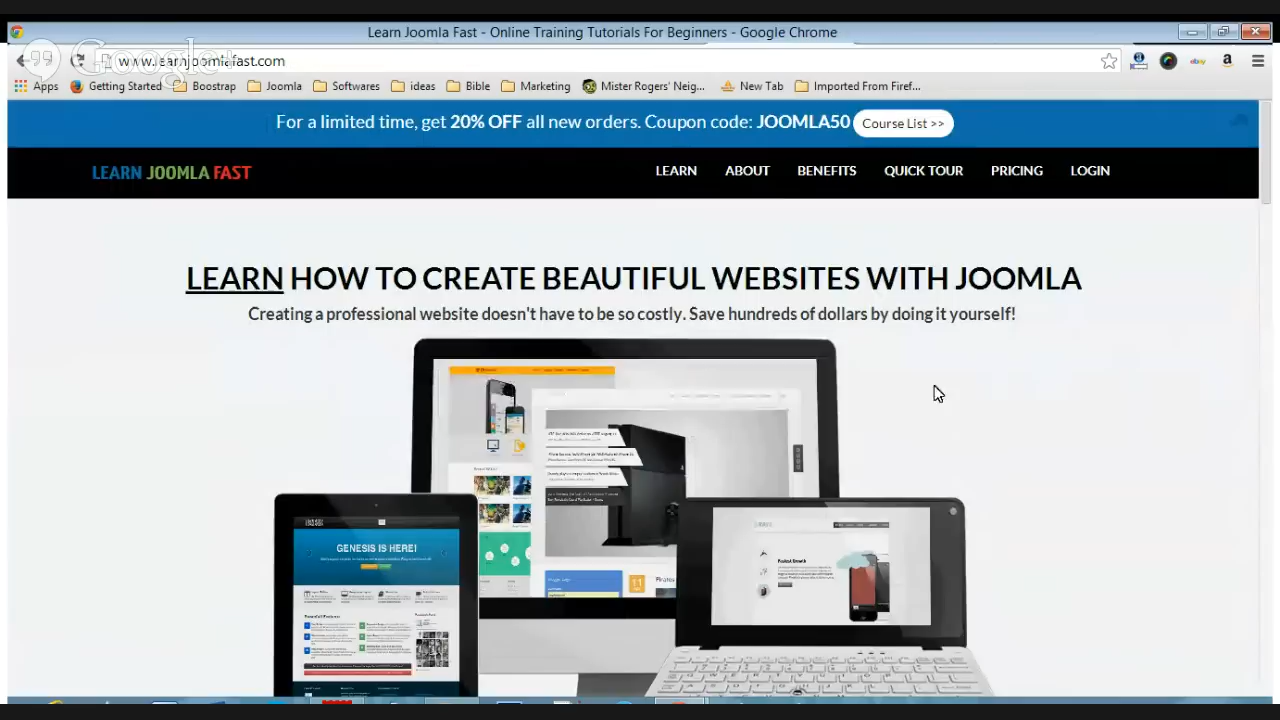 Learn Joomla Fast - Online Training Tutorials For Beginners - Google Chrome
Google+
www.learnjoomlafast.com
Apps Getting Started Boostrap Joomla Softwares ideas Bible Marketing Mister Rogers' Neig... New Tab Imported From Firef...
For a limited time, get 20% OFF all new orders. Coupon code: JOOMLA50 Course List >>
LEARN JOOMLA FAST LEARN ABOUT BENEFITS QUICK TOUR PRICING LOGIN
LEARN HOW TO CREATE BEAUTIFUL WEBSITES WITH JOOMLA
Creating a professional website doesn't have to be so costly. Save hundreds of dollars by doing it yourself!
GENESIS IS HERE!